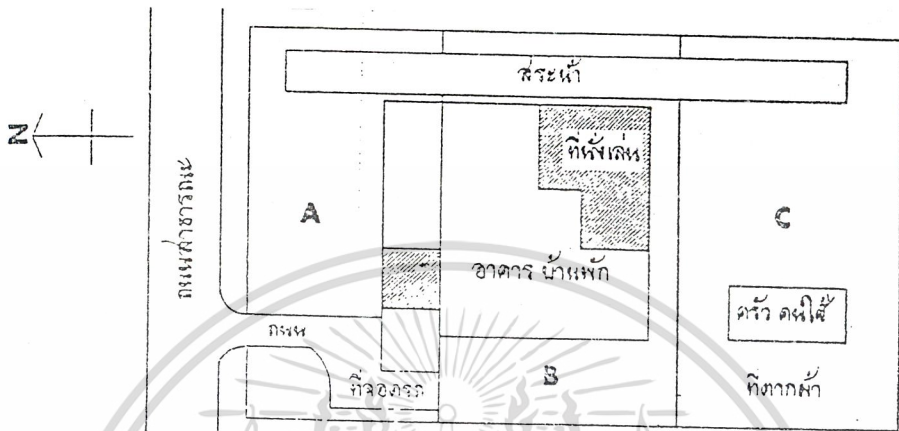 สระน้ำ
N
ที่นั่งเล่น
ถนนสาธารณะ
A
C
อาคาร บ้านพัก
ครัว คนใช้
ถนน
B
ที่จอดรถ
ที่ตากผ้า